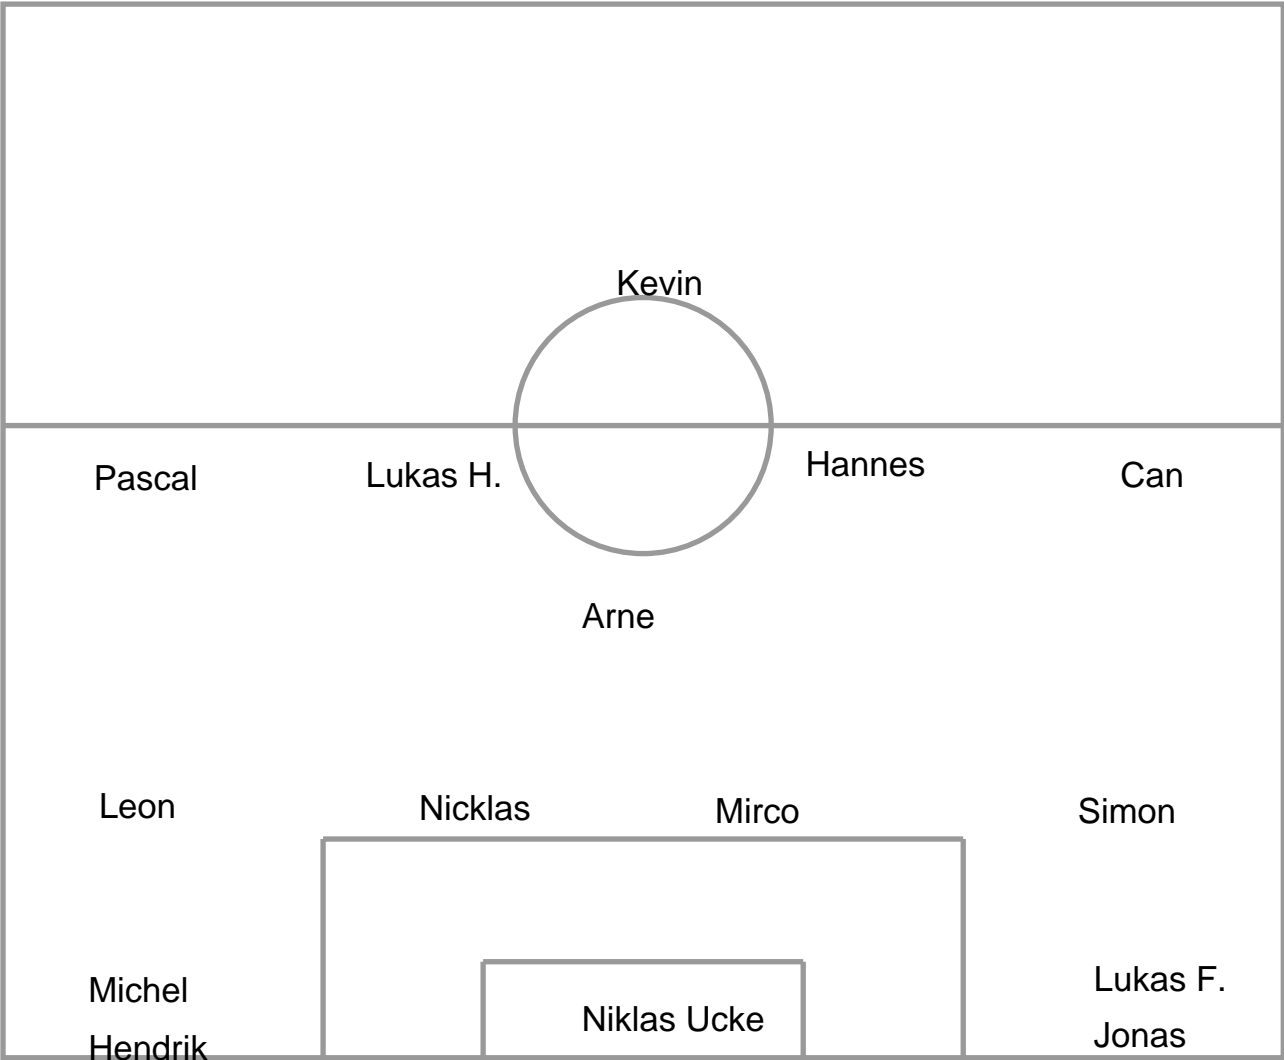 Kevin
Pascal
Lukas H.
Hannes
Can
Arne
Leon
Nicklas
Mirco
Simon
Michel
Hendrik
Niklas Ucke
Lukas F.
Jonas